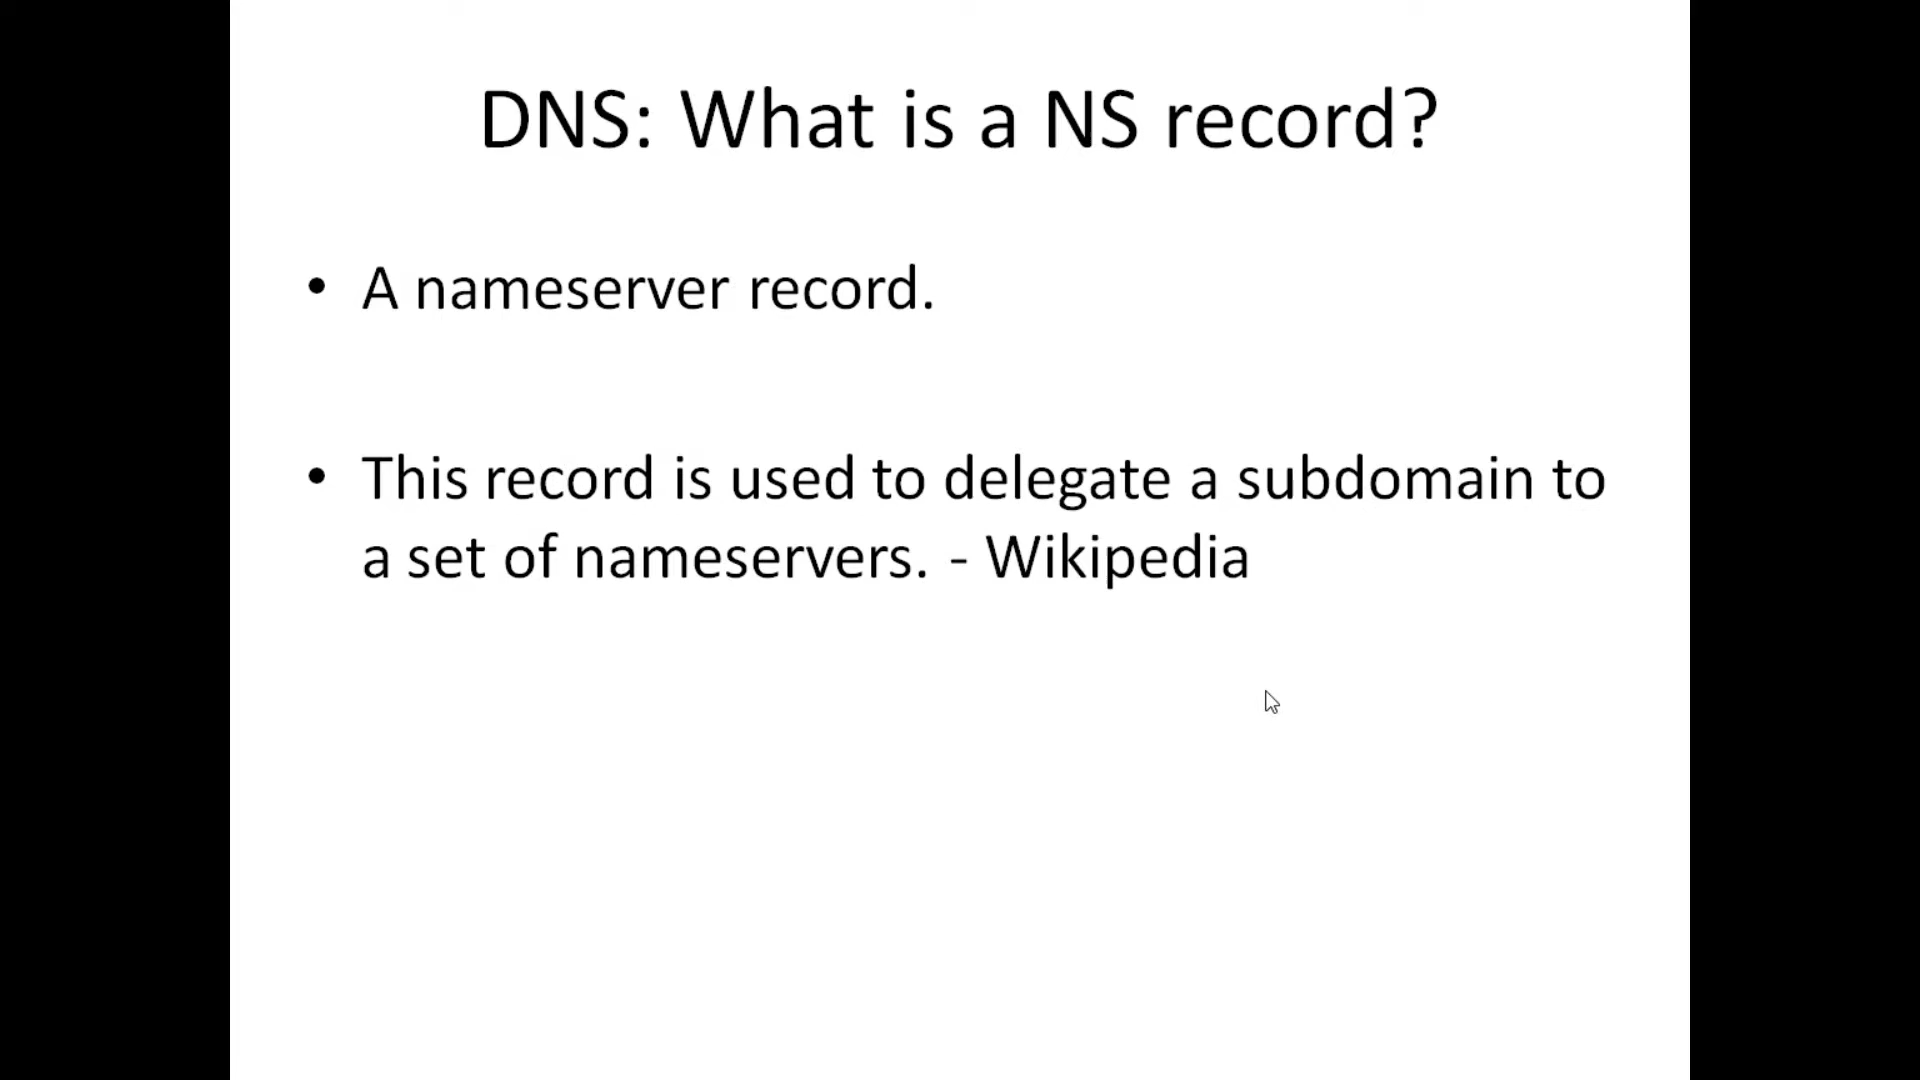 DNS: What is a NS record?
• A nameserver record.
• This record is used to delegate a subdomain to
a set of nameservers. - Wikipedia